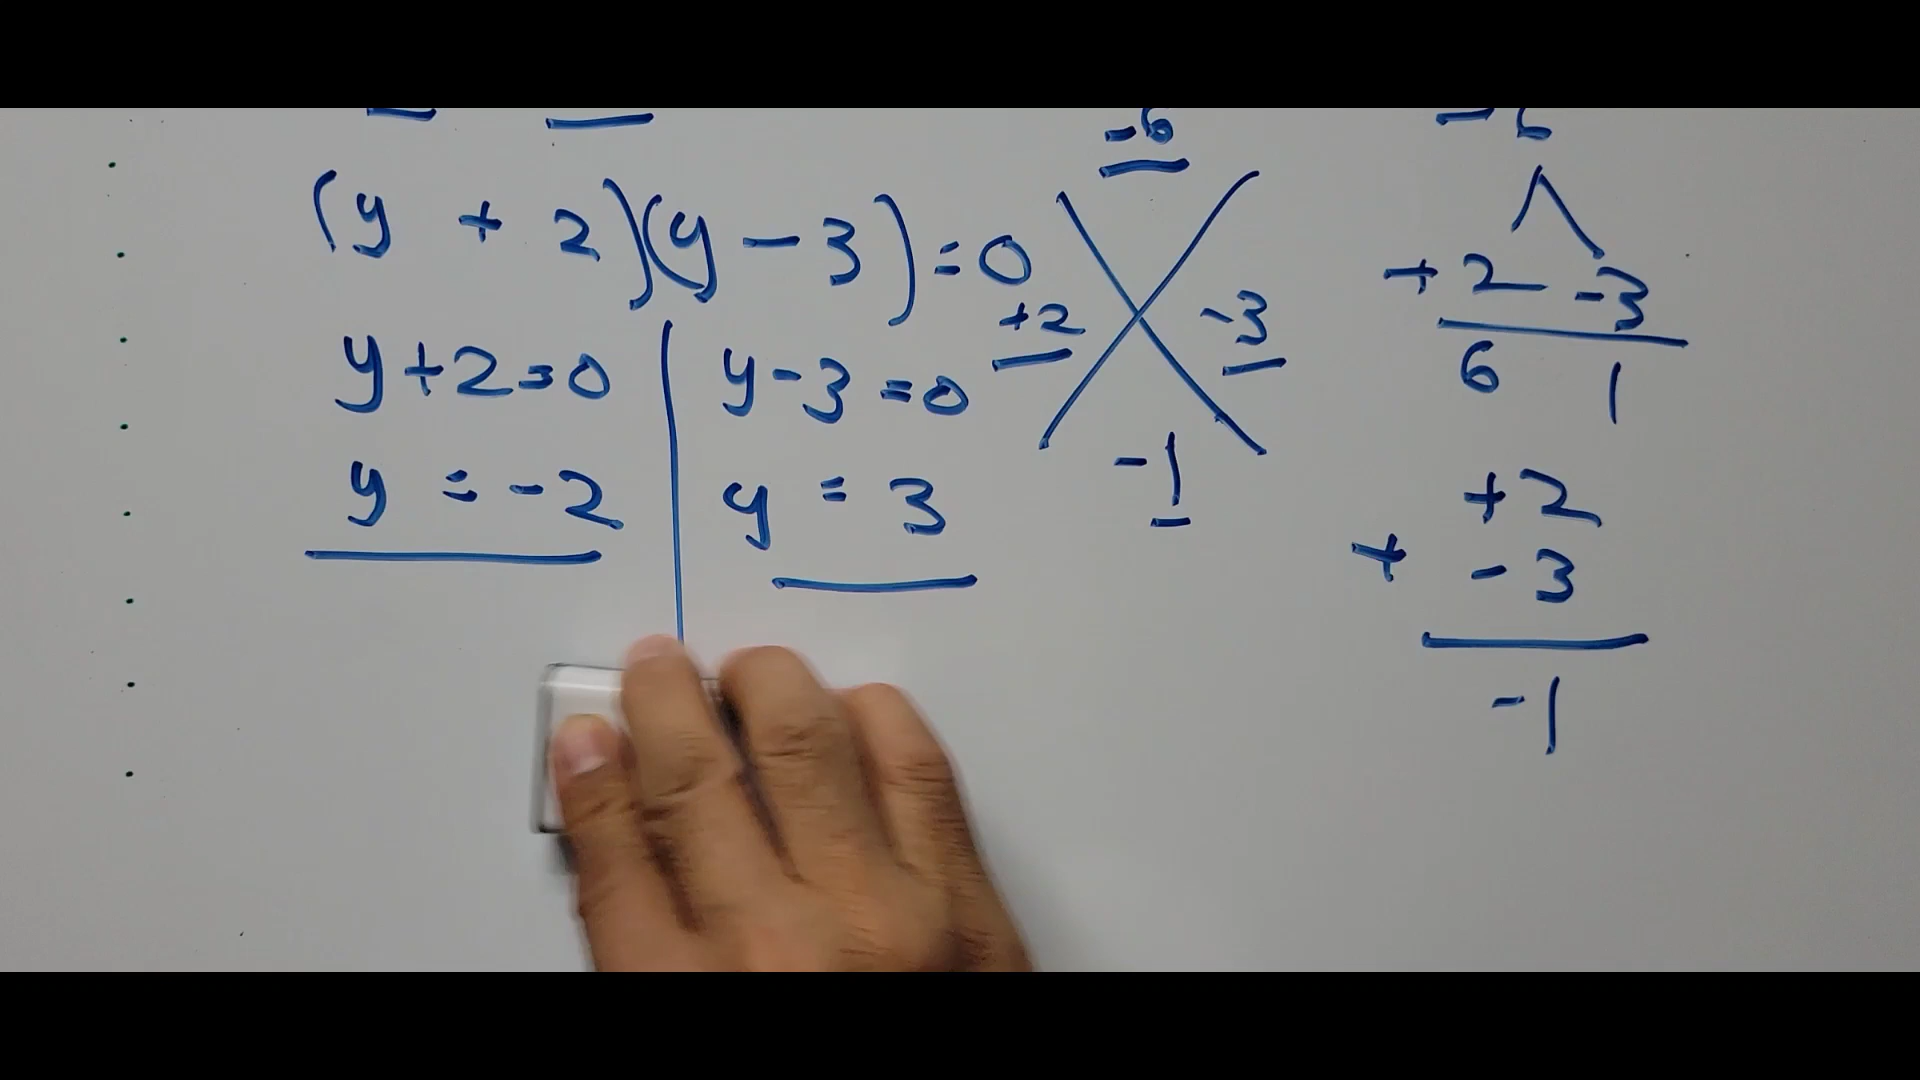 -6 -6
(y + 2)(y - 3) = 0
+2 -3
+2 -3
6 1
y+2=0 y-3=0
-1
y = -2 y = 3
+2
+ -3
-1